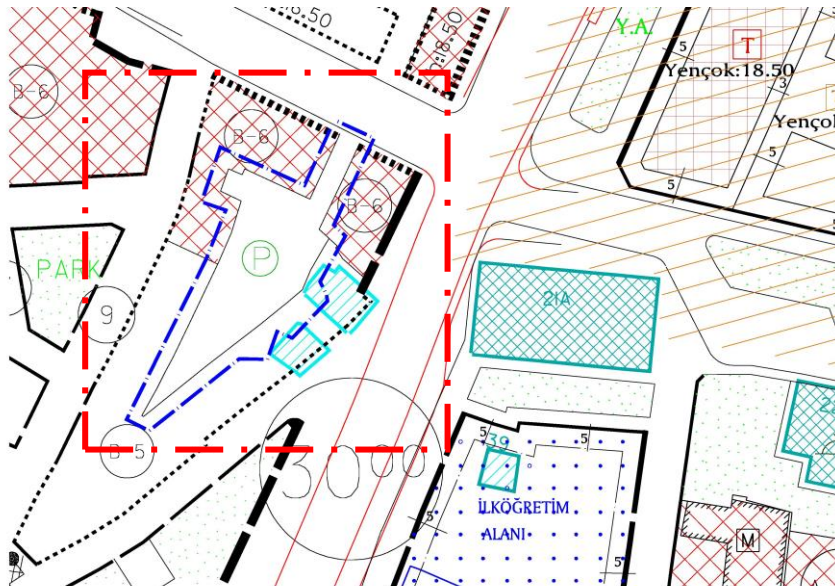 18.50
18.50
Y.A.
T
Yençok:18.50
5
3
Yençok
B-6
B-6
5
5
B-6
P
PARK
9
21A
B-5
30⁰⁰
5
39
5
İLKÖĞRETİM
ALANI
5
5
M